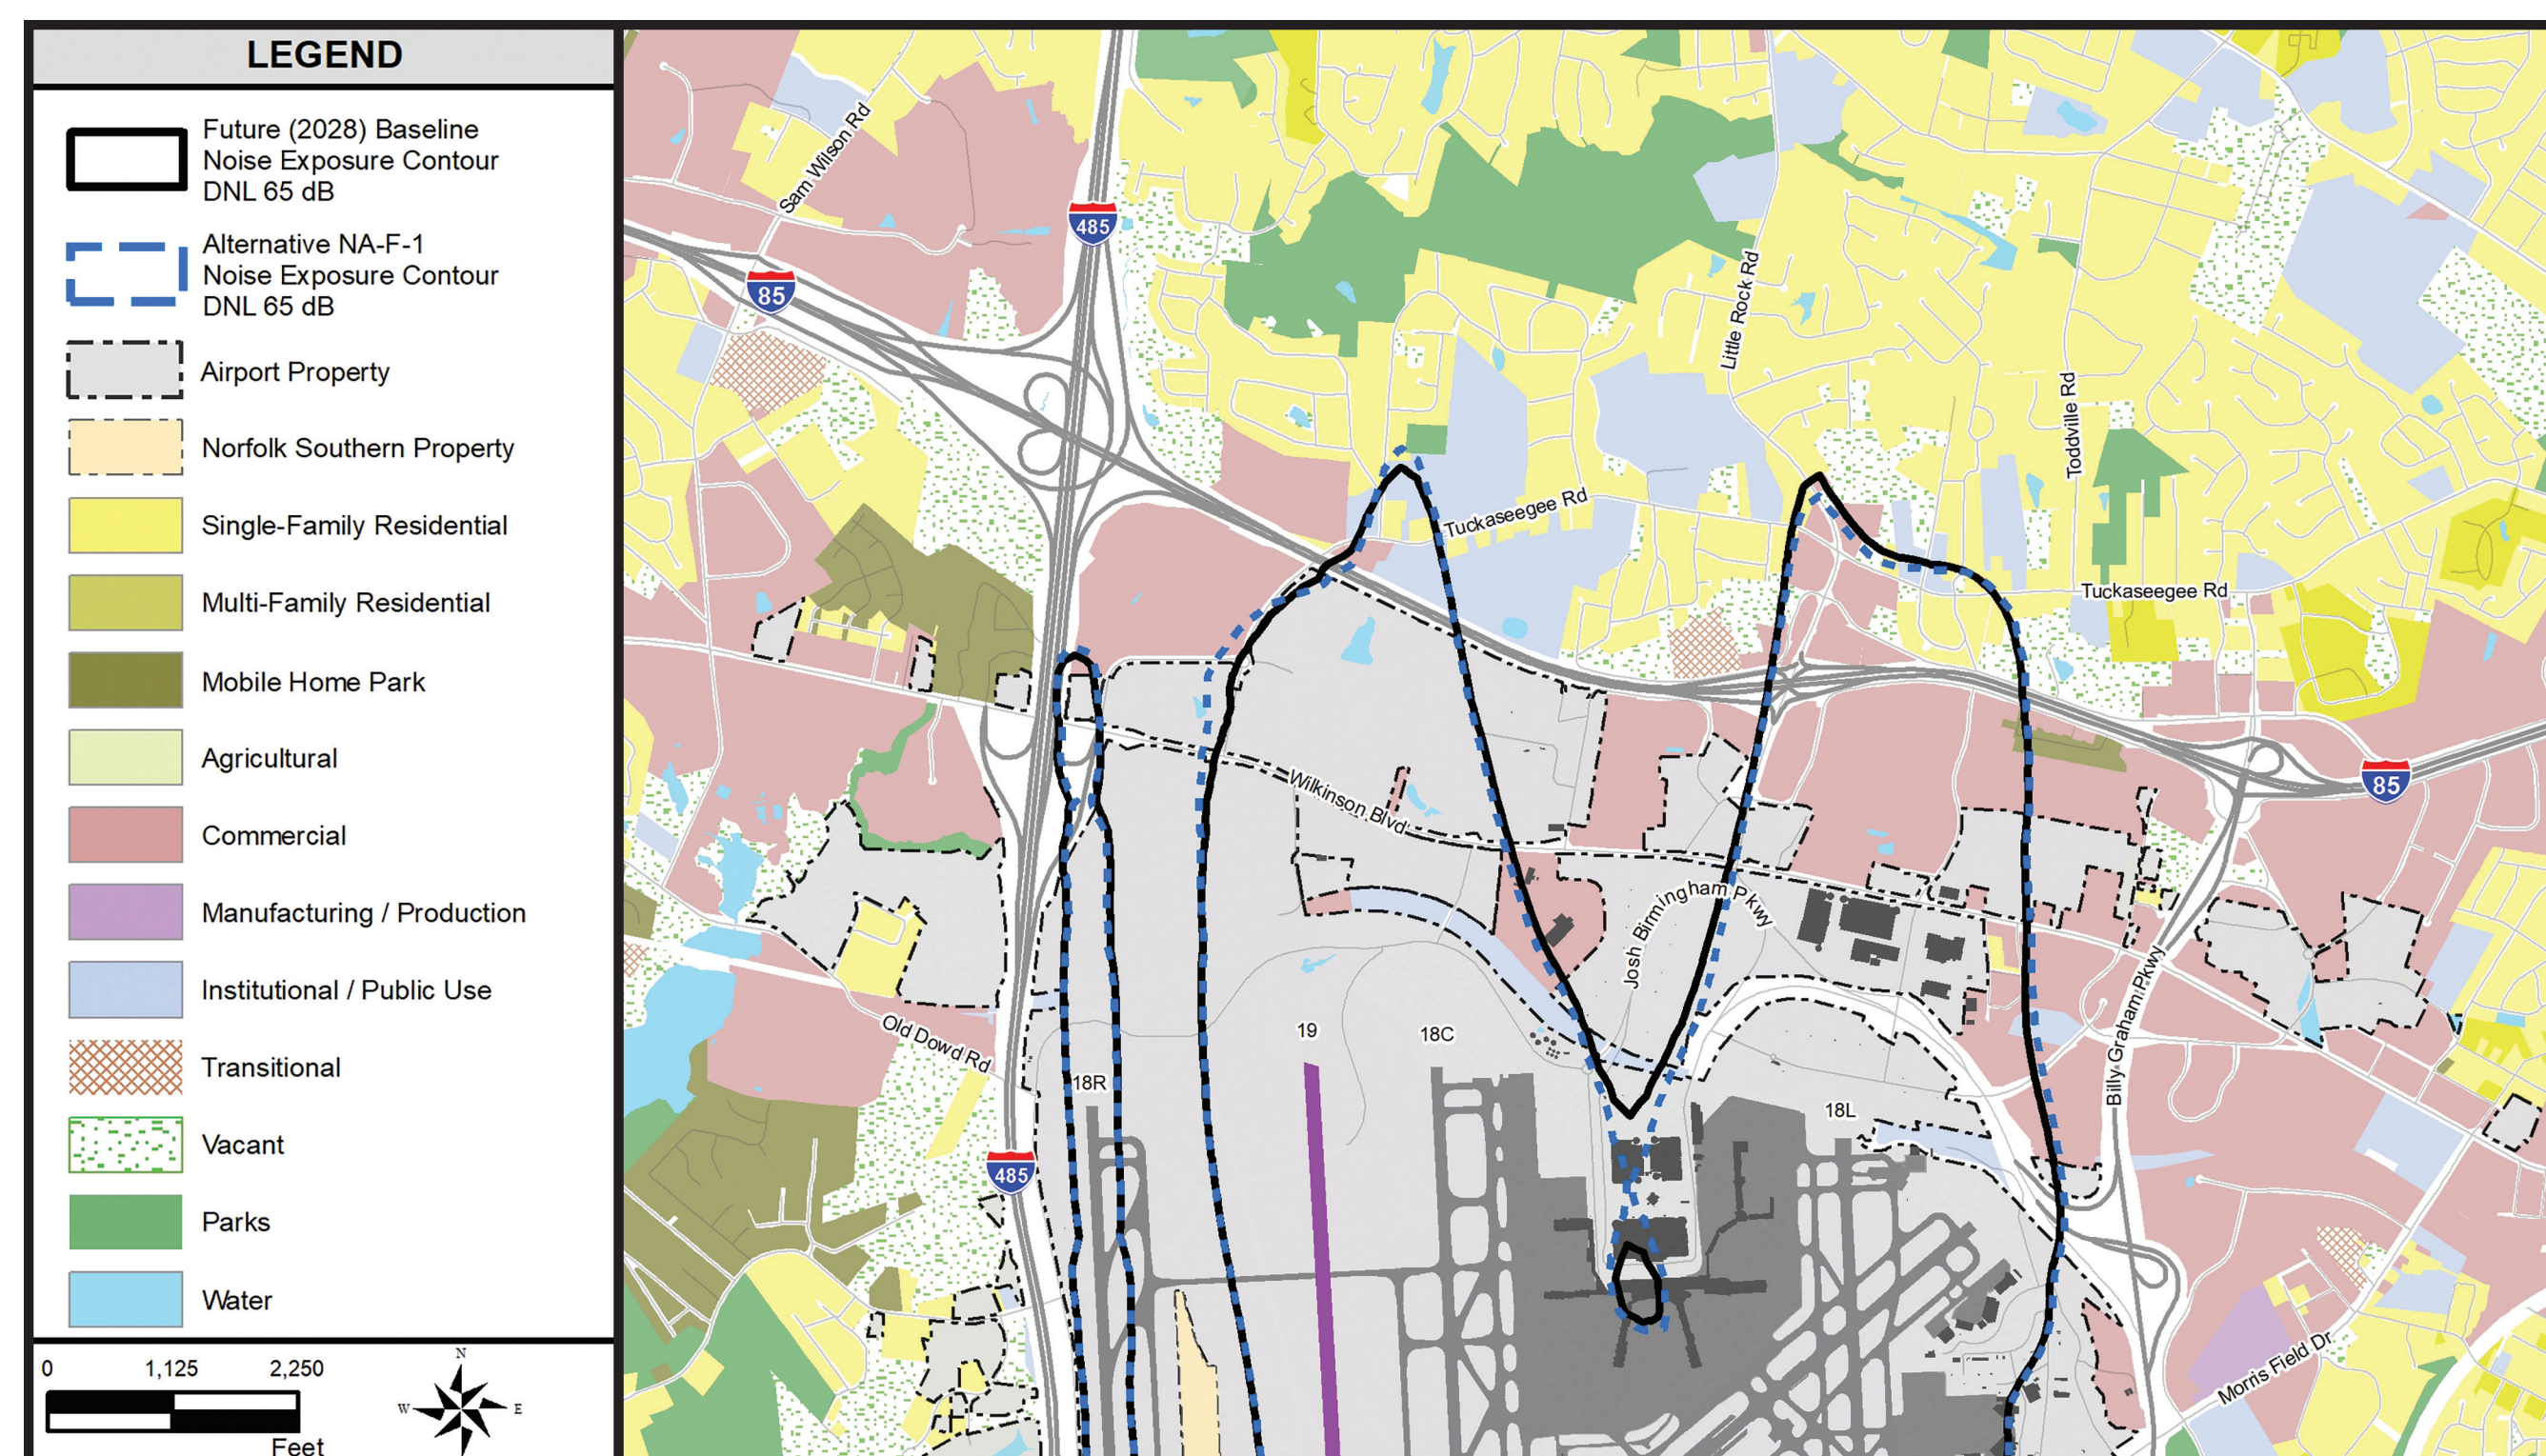 LEGEND
Future (2028) Baseline
Noise Exposure Contour
DNL 65 dB
Alternative NA-F-1
Noise Exposure Contour
DNL 65 dB
Airport Property
Norfolk Southern Property
Single-Family Residential
Multi-Family Residential
Mobile Home Park
Agricultural
Commercial
Manufacturing / Production
Institutional / Public Use
Transitional
Vacant
Parks
Water
0 1,125 2,250
Feet
N
W
E
Sam Wilson Rd
485
85
Little Rock Rd
Toddville Rd
Tuckaseegee Rd
Tuckaseegee Rd
Wilkinson Blvd
85
Josh Birmingham Pkwy
Billy Graham Pkwy
Old Dowd Rd
19
18C
18R
18L
485
Morris Field Dr